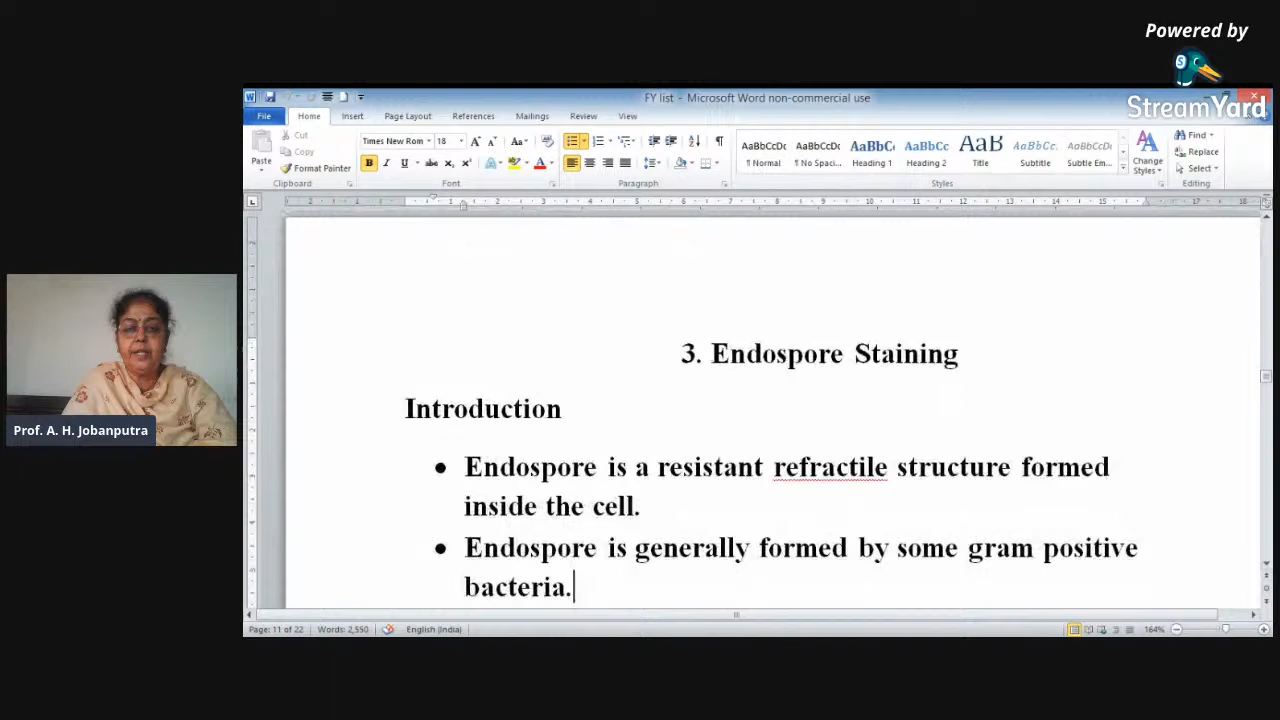 Powered by
StreamYard
FY list - Microsoft Word non-commercial use
File Home Insert Page Layout References Mailings Review View
Cut
Copy
Format Painter
Paste
Clipboard
Times New Rom 18
Font
Paragraph
AaBbCcDc AaBbCcDc AaBbC AaBbCc AaB AaBbCc. AaBbCcDc
¶ Normal ¶ No Spaci... Heading 1 Heading 2 Title Subtitle Subtle Em...
Change Styles
Styles
Find
Replace
Select
Editing
3. Endospore Staining
Introduction
• Endospore is a resistant refractile structure formed
inside the cell.
• Endospore is generally formed by some gram positive
bacteria.
Prof. A. H. Jobanputra
Page: 11 of 22 Words: 2,550 English (India) 164%